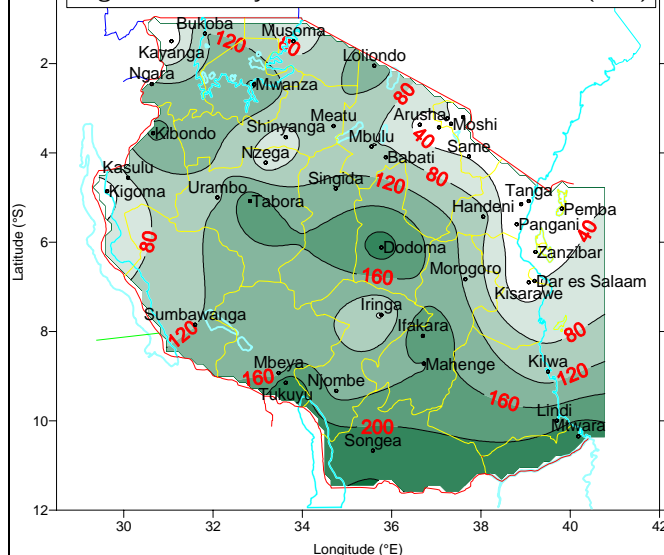 Bukoba
Musoma
120
80
Kayanga
Loliondo
2
Ngara
Mwanza
80
Arusha
Moshi
Kibondo
Shinyanga
Meatu
40
Mbulu
Same
4
Nzega
Babati
Kasulu
Singida
120
80
Kigoma
Urambo
Tabora
Handeni
Tanga
Pemba
Pangani
40
Latitude (°S)
6
80
Dodoma
160
Zanzibar
Morogoro
Dar es Salaam
Kisarawe
Iringa
Sumbawanga
120
Ifakara
80
8
Mbeya
160
Mahenge
Kilwa
120
Tukuyu
Njombe
160
Lindi
10
200
Songea
Mtwara
12
30
32
34
36
38
40
42
Longitude (°E)